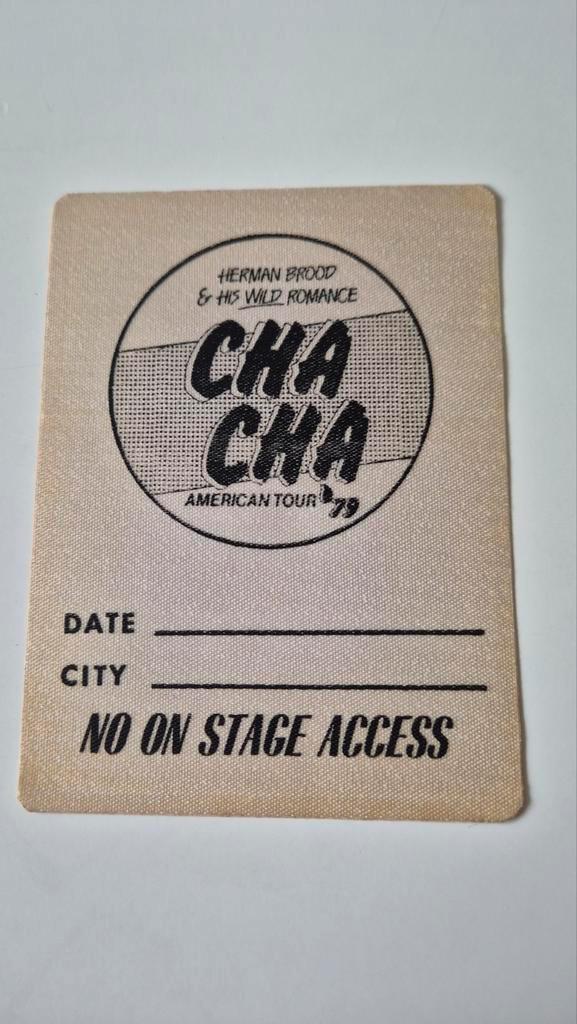 HERMAN BROOD
& HIS WILD ROMANCE
CHA
CHA
AMERICAN TOUR '79
DATE
CITY
NO ON STAGE ACCESS